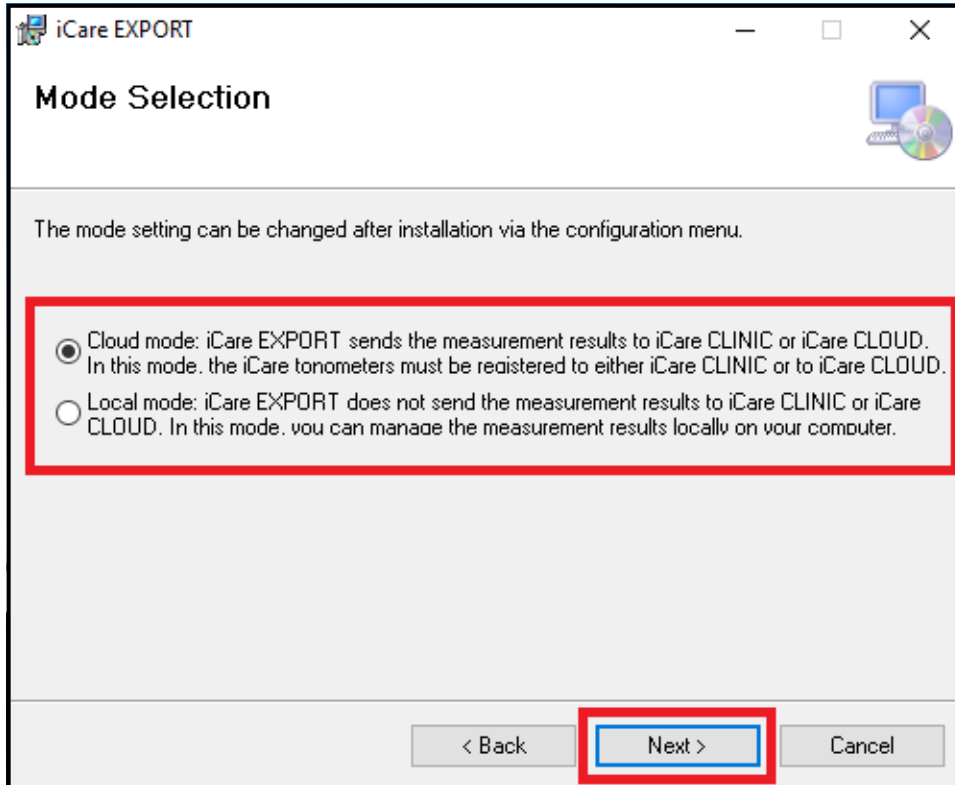 iCare EXPORT
Mode Selection
The mode setting can be changed after installation via the configuration menu.
Cloud mode: iCare EXPORT sends the measurement results to iCare CLINIC or iCare CLOUD.
In this mode, the iCare tonometers must be registered to either iCare CLINIC or to iCare CLOUD.
Local mode: iCare EXPORT does not send the measurement results to iCare CLINIC or iCare
CLOUD. In this mode, you can manage the measurement results locally on your computer.
< Back
Next >
Cancel